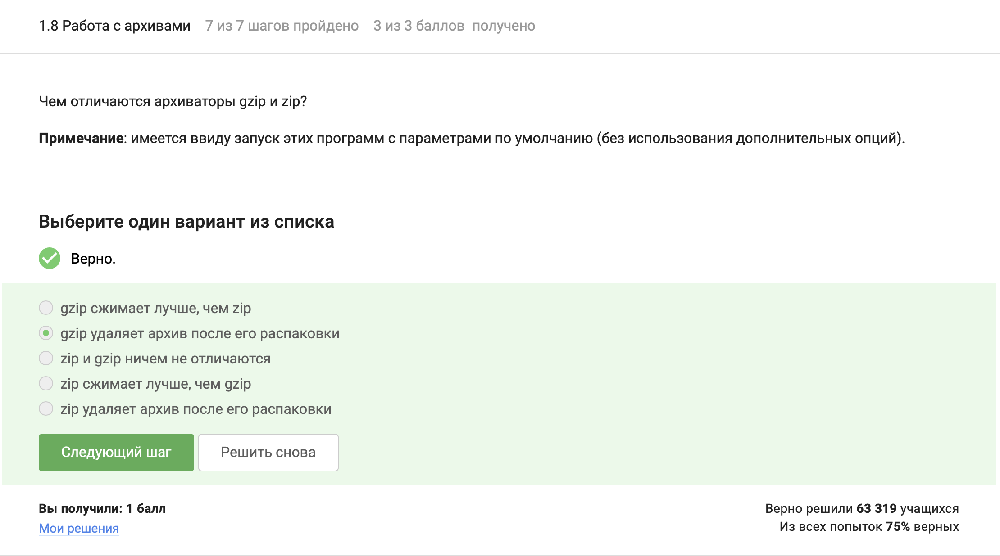 1.8 Работа с архивами 7 из 7 шагов пройдено 3 из 3 баллов получено
Чем отличаются архиваторы gzip и zip?
Примечание: имеется ввиду запуск этих программ с параметрами по умолчанию (без использования дополнительных опций).
Выберите один вариант из списка
Верно.
gzip сжимает лучше, чем zip
gzip удаляет архив после его распаковки
zip и gzip ничем не отличаются
zip сжимает лучше, чем gzip
zip удаляет архив после его распаковки
Следующий шаг Решить снова
Вы получили: 1 балл
Мои решения
Верно решили 63 319 учащихся
Из всех попыток 75% верных